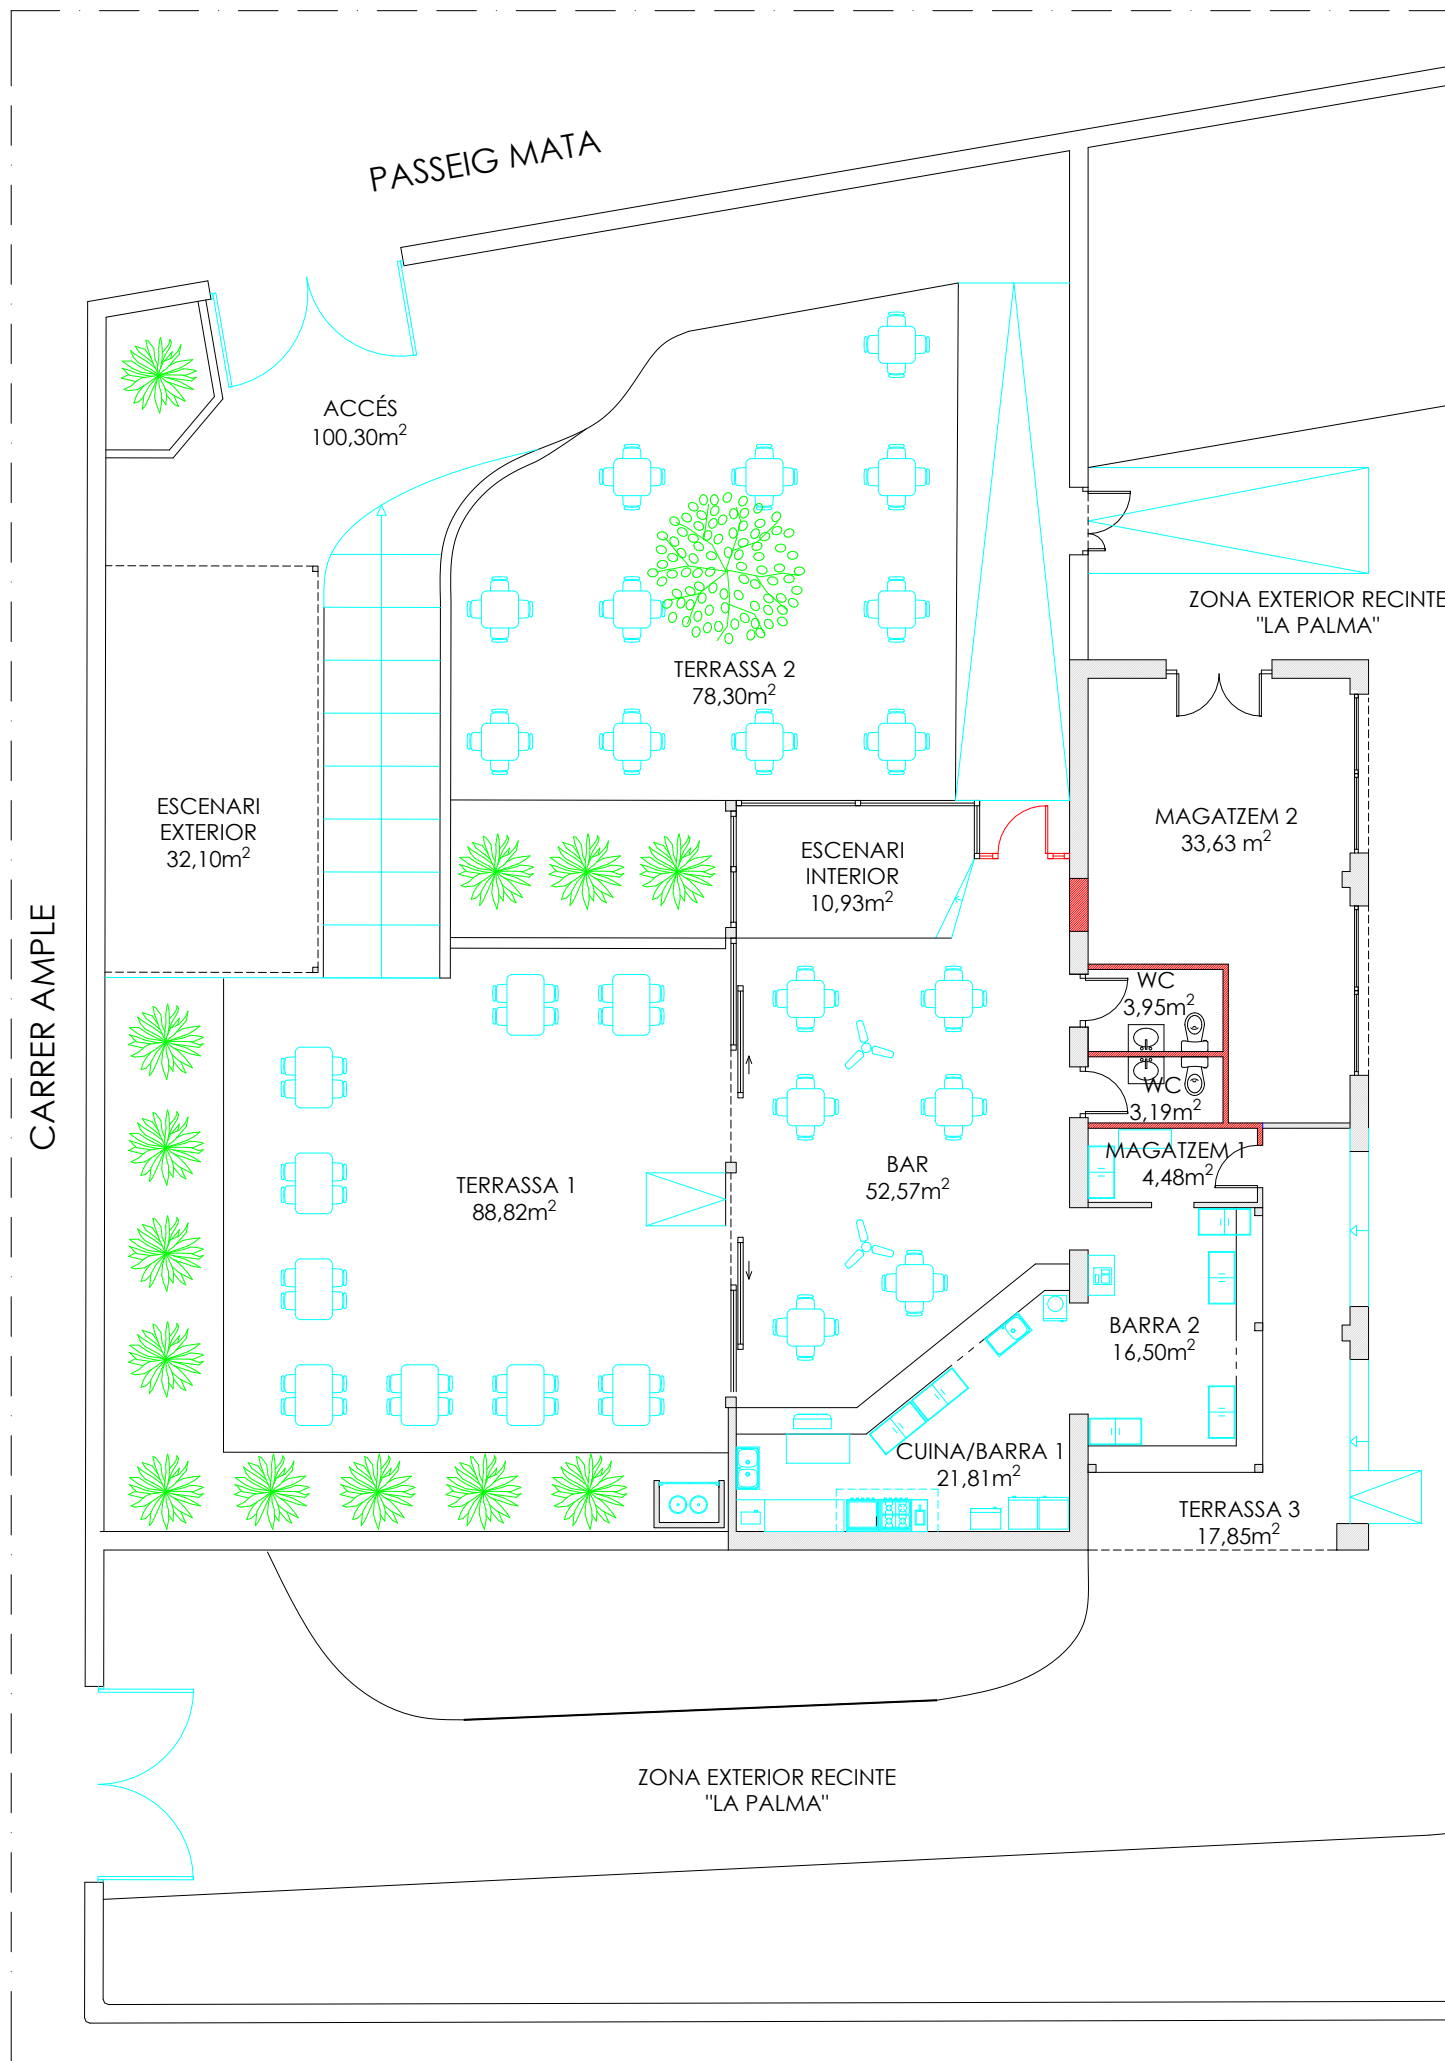 PASSEIG MATA
ACCÉS
100,30m²
ZONA EXTERIOR RECINTE
"LA PALMA"
TERRASSA 2
78,30m²
ESCENARI
EXTERIOR
32,10m²
ESCENARI
INTERIOR
10,93m²
MAGATZEM 2
33,63 m²
CARRER AMPLE
WC
3,95m²
WC
3,19m²
MAGATZEM 1
4,48m²
BAR
52,57m²
TERRASSA 1
88,82m²
BARRA 2
16,50m²
CUINA/BARRA 1
21,81m²
TERRASSA 3
17,85m²
ZONA EXTERIOR RECINTE
"LA PALMA"